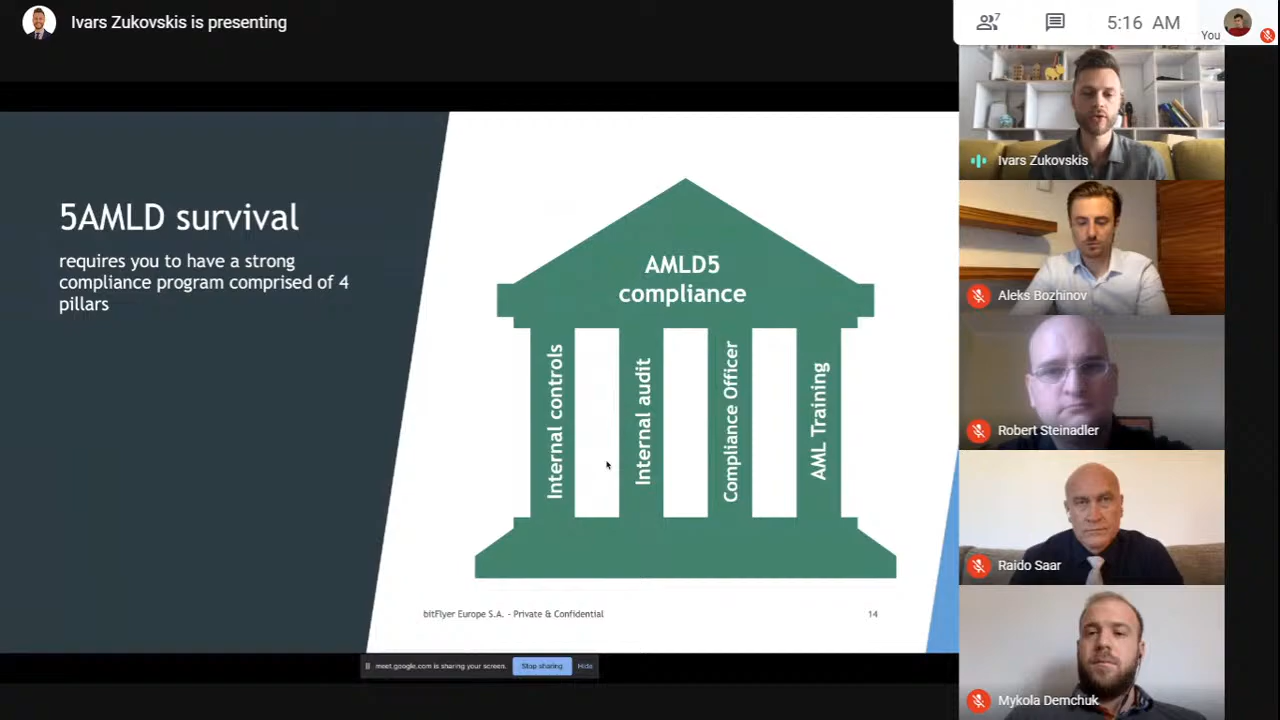 Ivars Zukovskis is presenting
7
5:16 AM
You
5AMLD survival
requires you to have a strong
compliance program comprised of 4
pillars
AMLD5
compliance
Internal controls
Internal audit
Compliance Officer
AML Training
bitFlyer Europe S.A. - Private & Confidential
14
meet.google.com is sharing your screen.
Stop sharing
Hide
Ivars Zukovskis
Aleks Bozhinov
Robert Steinadler
Raido Saar
Mykola Demchuk